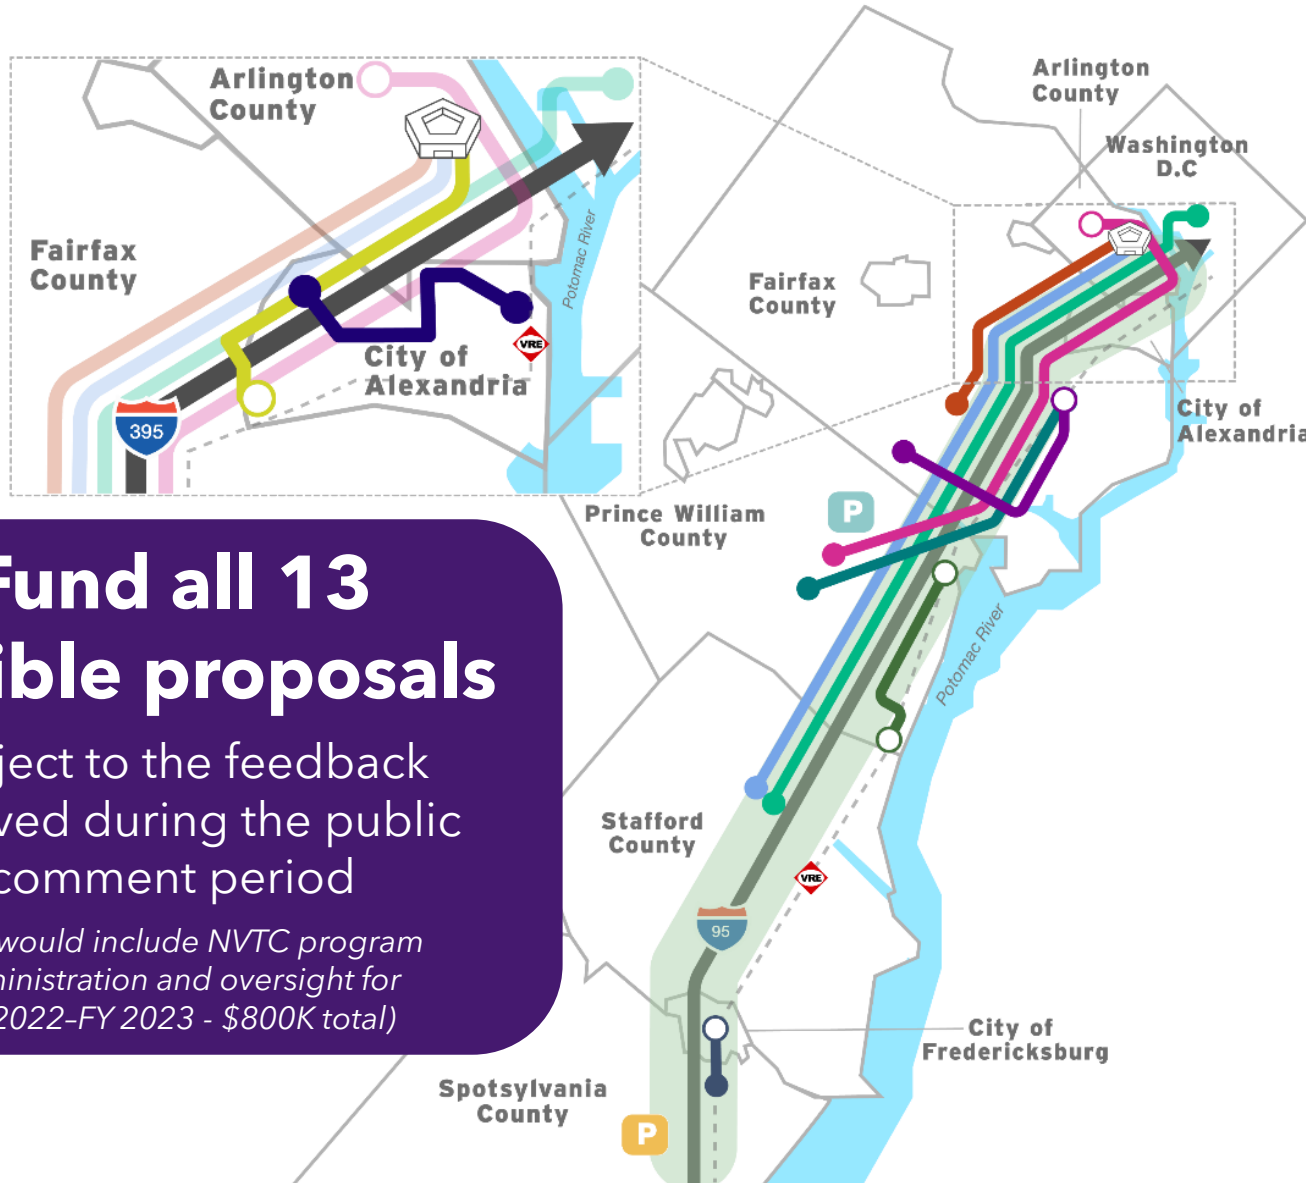 Arlington
County
Fairfax
County
Potomac River
City of
Alexandria
VRE
395
Arlington
County
Washington
D.C
Fairfax
County
City of
Alexandria
Prince William
County
P
Potomac River
Stafford
County
VRE
95
City of
Fredericksburg
Spotsylvania
County
P
Fund all 13
ible proposals
ject to the feedback
ved during the public
comment period
would include NVTC program
ministration and oversight for
2022–FY 2023 - $800K total)